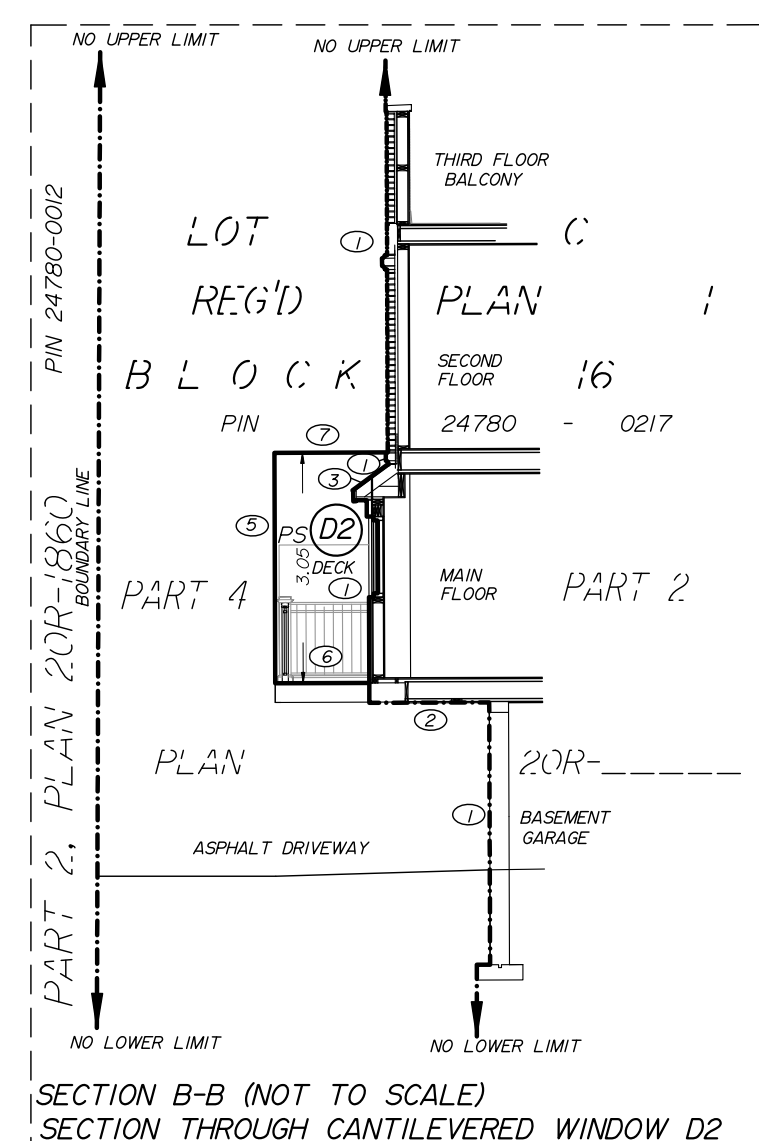 NO UPPER LIMIT
NO UPPER LIMIT
THIRD FLOOR
BALCONY
PIN 24780-0012
LOT
1
C
REG'D
PLAN
1
BLOCK
SECOND
FLOOR
16
PIN
24780 - 0217
7
1
3
5
PS
D2
3.05
DECK
1
MAIN
FLOOR
PART 4
PART 2
BOUNDARY LINE
PART 2, PLAN 20R-1860
6
2
PLAN
20R-_____
1
BASEMENT
GARAGE
ASPHALT DRIVEWAY
NO LOWER LIMIT
NO LOWER LIMIT
SECTION B-B (NOT TO SCALE)
SECTION THROUGH CANTILEVERED WINDOW D2